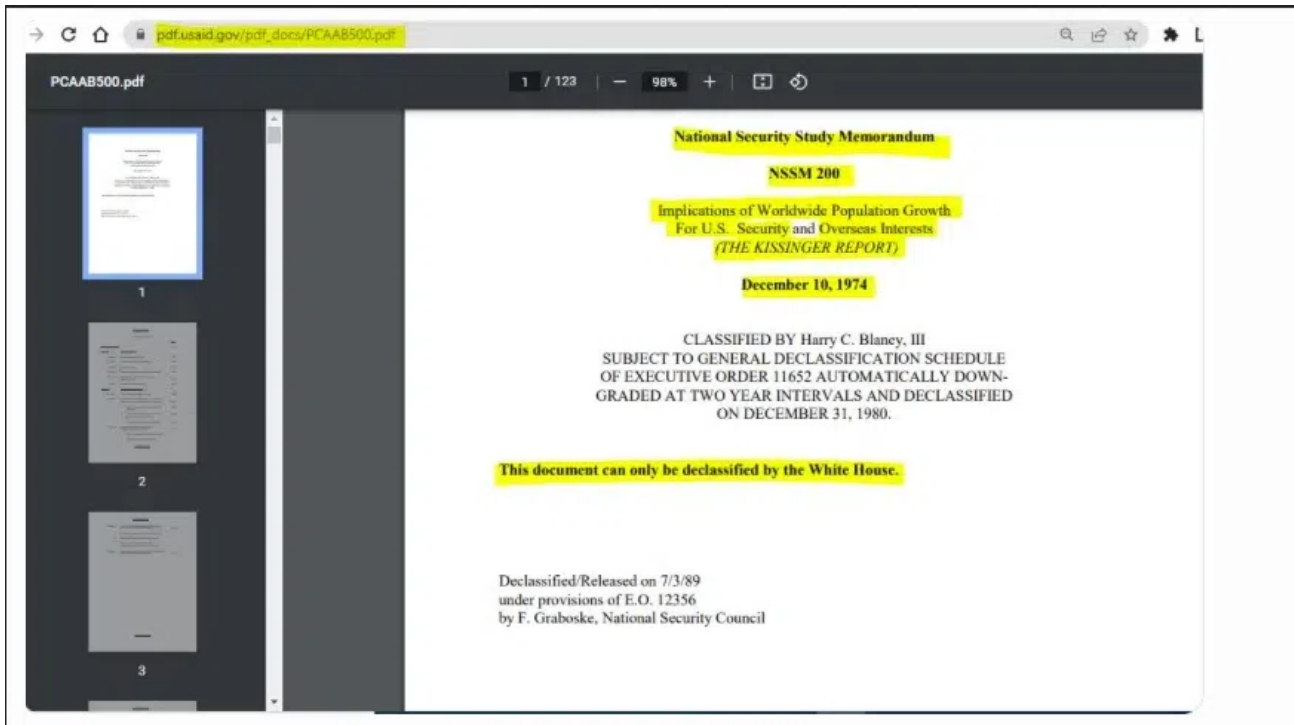 pdf.usaid.gov/pdf_docs/PCAAB500.pdf
PCAAB500.pdf
1 / 123
98%
1
2
3
National Security Study Memorandum
NSSM 200
Implications of Worldwide Population Growth
For U.S. Security and Overseas Interests
(THE KISSINGER REPORT)
December 10, 1974
CLASSIFIED BY Harry C. Blaney, III
SUBJECT TO GENERAL DECLASSIFICATION SCHEDULE
OF EXECUTIVE ORDER 11652 AUTOMATICALLY DOWN-
GRADED AT TWO YEAR INTERVALS AND DECLASSIFIED
ON DECEMBER 31, 1980.
This document can only be declassified by the White House.
Declassified/Released on 7/3/89
under provisions of E.O. 12356
by F. Graboske, National Security Council